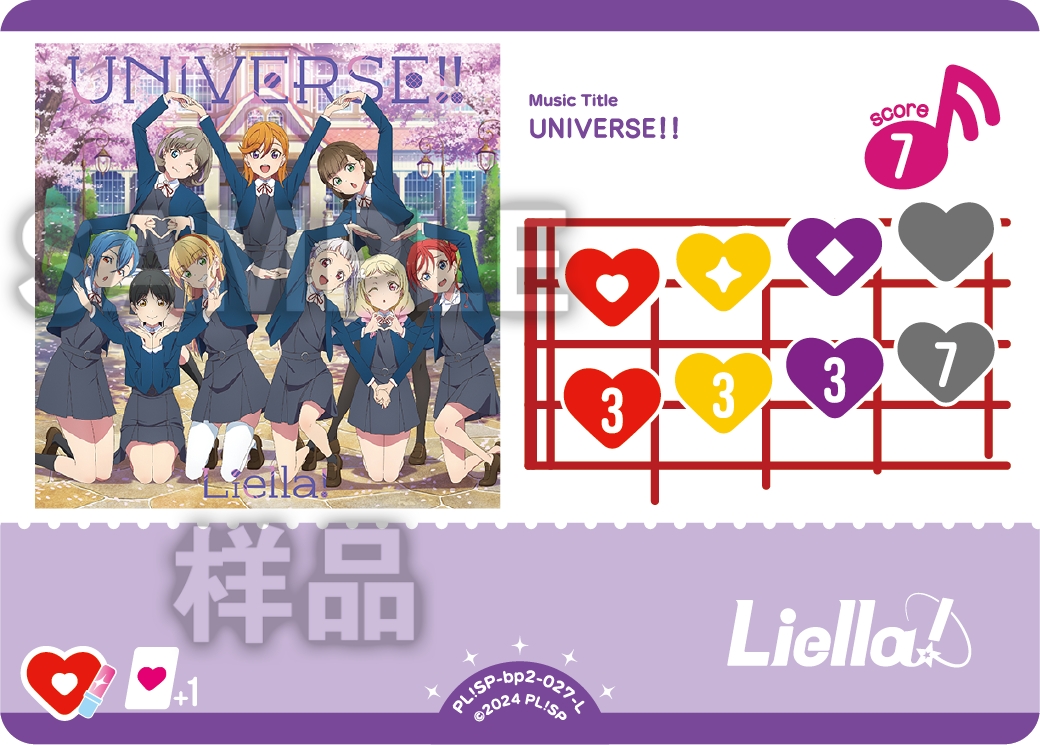 UNIVERSE!!
Liella!
Music Title
UNIVERSE!!
score
7
3
3
3
7
SAMPLE
样品
Liella!
+1
PL!SP-bp2-027-L
©2024 PL!SP